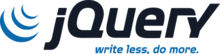 jQuery
write less, do more.